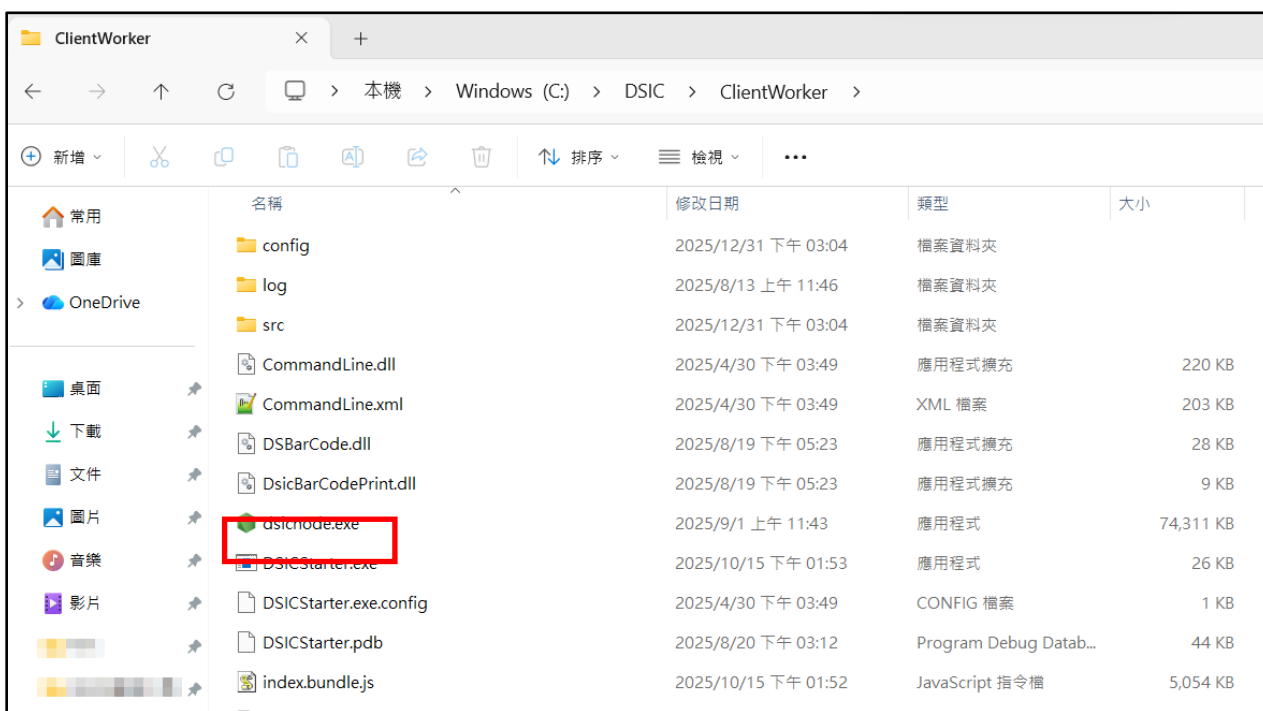 ClientWorker
本機 > Windows (C:) > DSIC > ClientWorker >
新增 排序 檢視
名稱 修改日期 類型 大小
常用
圖庫
OneDrive
桌面
下載
文件
圖片
音樂
影片
config 2025/12/31 下午 03:04 檔案資料夾
log 2025/8/13 上午 11:46 檔案資料夾
src 2025/12/31 下午 03:04 檔案資料夾
CommandLine.dll 2025/4/30 下午 03:49 應用程式擴充 220 KB
CommandLine.xml 2025/4/30 下午 03:49 XML 檔案 203 KB
DSBarCode.dll 2025/8/19 下午 05:23 應用程式擴充 28 KB
DsicBarCodePrint.dll 2025/8/19 下午 05:23 應用程式擴充 9 KB
dsicnode.exe 2025/9/1 上午 11:43 應用程式 74,311 KB
DSICStarter.exe 2025/10/15 下午 01:53 應用程式 26 KB
DSICStarter.exe.config 2025/4/30 下午 03:49 CONFIG 檔案 1 KB
DSICStarter.pdb 2025/8/20 下午 03:12 Program Debug Datab... 44 KB
index.bundle.js 2025/10/15 下午 01:52 JavaScript 指令檔 5,054 KB